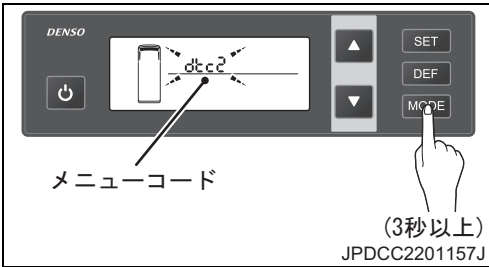 DENSO
dtc2
SET
DEF
MODE
メニューコード
(3秒以上)
JPDCC2201157J